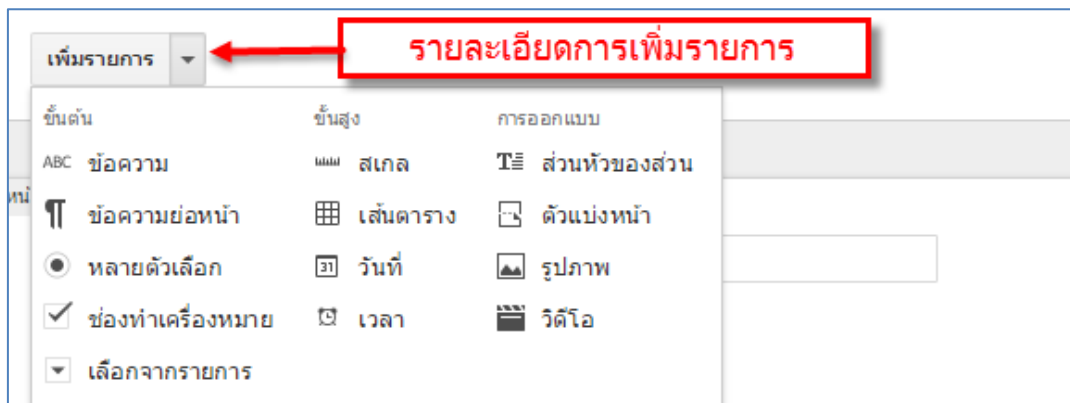 เพิ่มรายการ
รายละเอียดการเพิ่มรายการ
ขั้นต้น ขั้นสูง การออกแบบ
ABC ข้อความ สเกล T ส่วนหัวของส่วน
¶ ข้อความย่อหน้า เส้นตาราง ตัวแบ่งหน้า
หลายตัวเลือก 31 วันที่ รูปภาพ
ช่องทำเครื่องหมาย เวลา วิดีโอ
เลือกจากรายการ